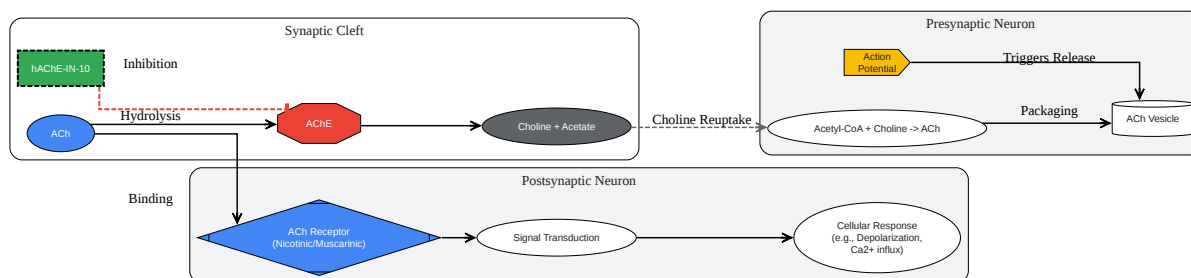 Synaptic Cleft
hAChE-IN-10
Inhibition
ACh
Hydrolysis
AChE
Choline + Acetate
Choline Reuptake
Presynaptic Neuron
Action
Potential
Triggers Release
Acetyl-CoA + Choline -> ACh
Packaging
ACh Vesicle
Postsynaptic Neuron
Binding
ACh Receptor
(Nicotinic/Muscarinic)
Signal Transduction
Cellular Response
(e.g., Depolarization,
Ca2+ influx)